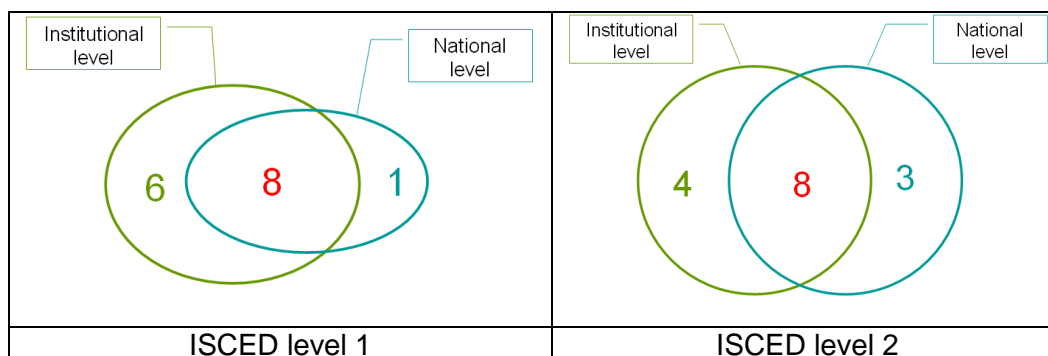 Institutional
level
National
level
6
8
1
ISCED level 1
Institutional
level
National
level
4
8
3
ISCED level 2